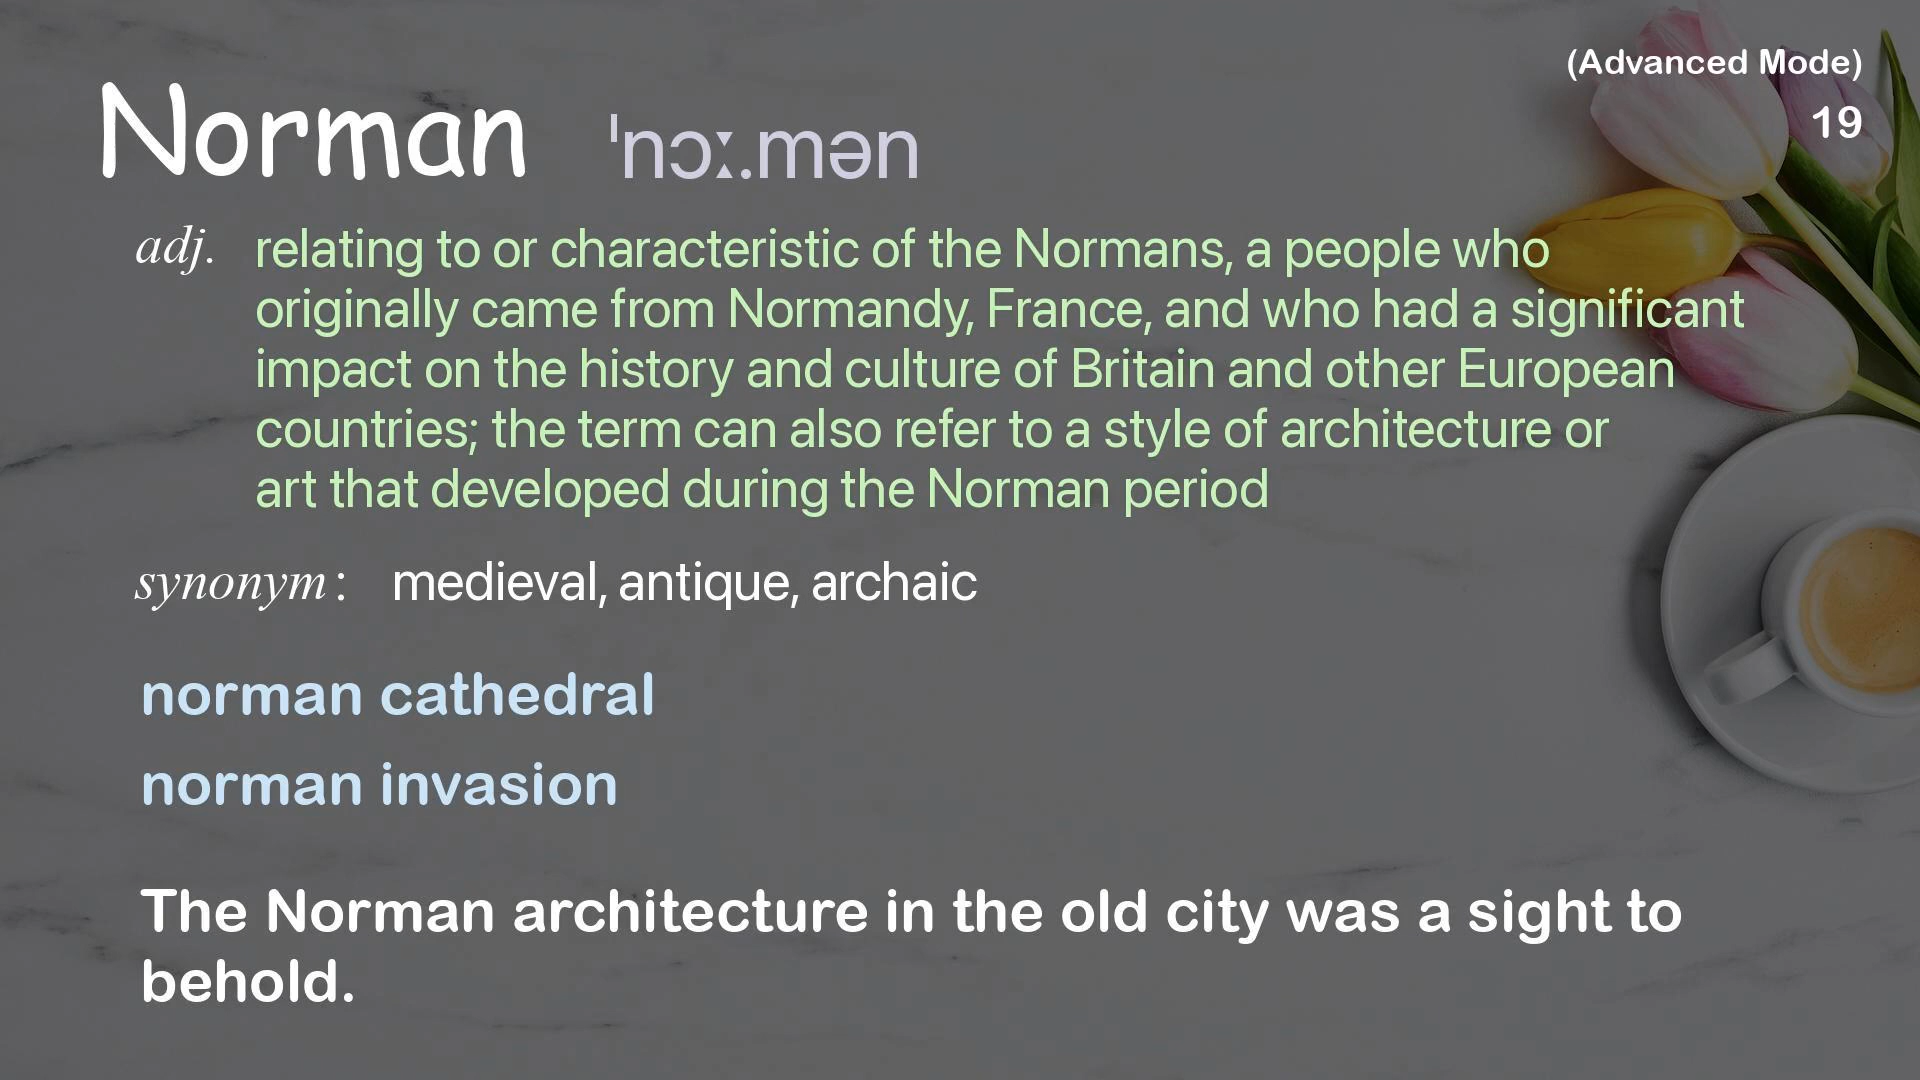 (Advanced Mode)
19
Norman ˈnɔː.mən
adj. relating to or characteristic of the Normans, a people who
originally came from Normandy, France, and who had a significant
impact on the history and culture of Britain and other European
countries; the term can also refer to a style of architecture or
art that developed during the Norman period
synonym: medieval, antique, archaic
norman cathedral
norman invasion
The Norman architecture in the old city was a sight to
behold.